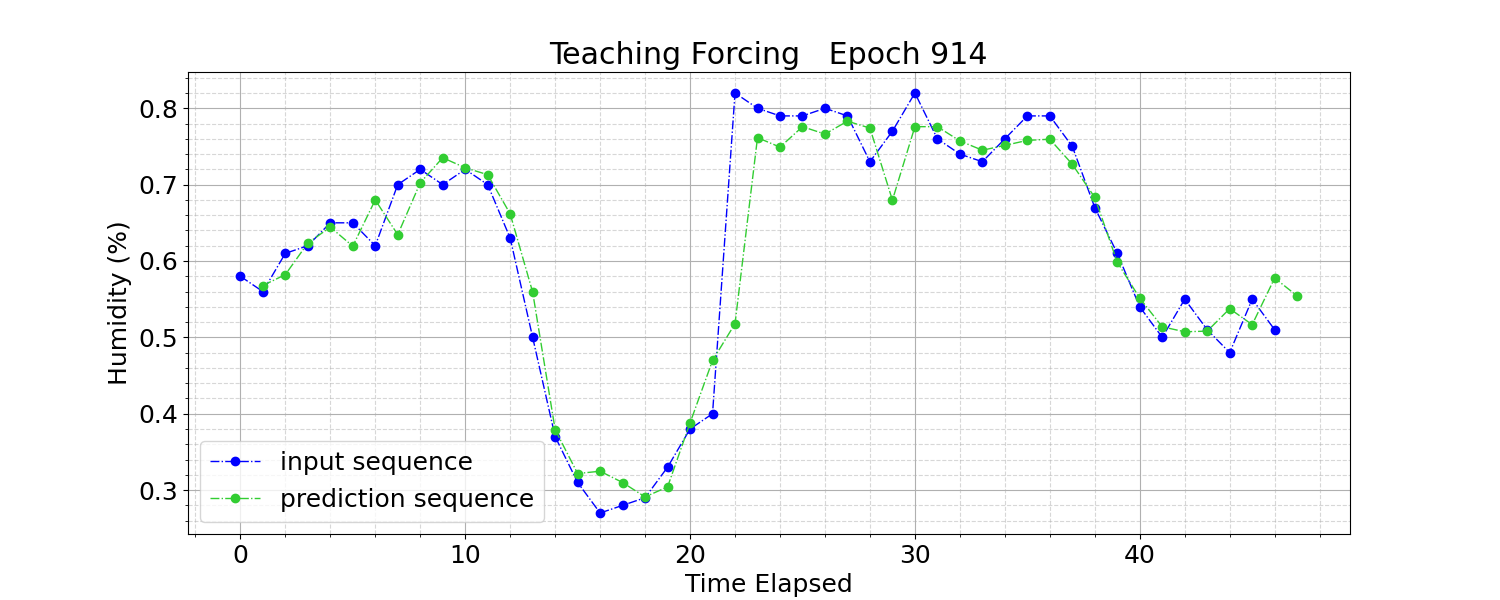 Teaching Forcing   Epoch 914
Humidity (%)
0.8
0.7
0.6
0.5
0.4
0.3
input sequence
prediction sequence
0 10 20 30 40
Time Elapsed